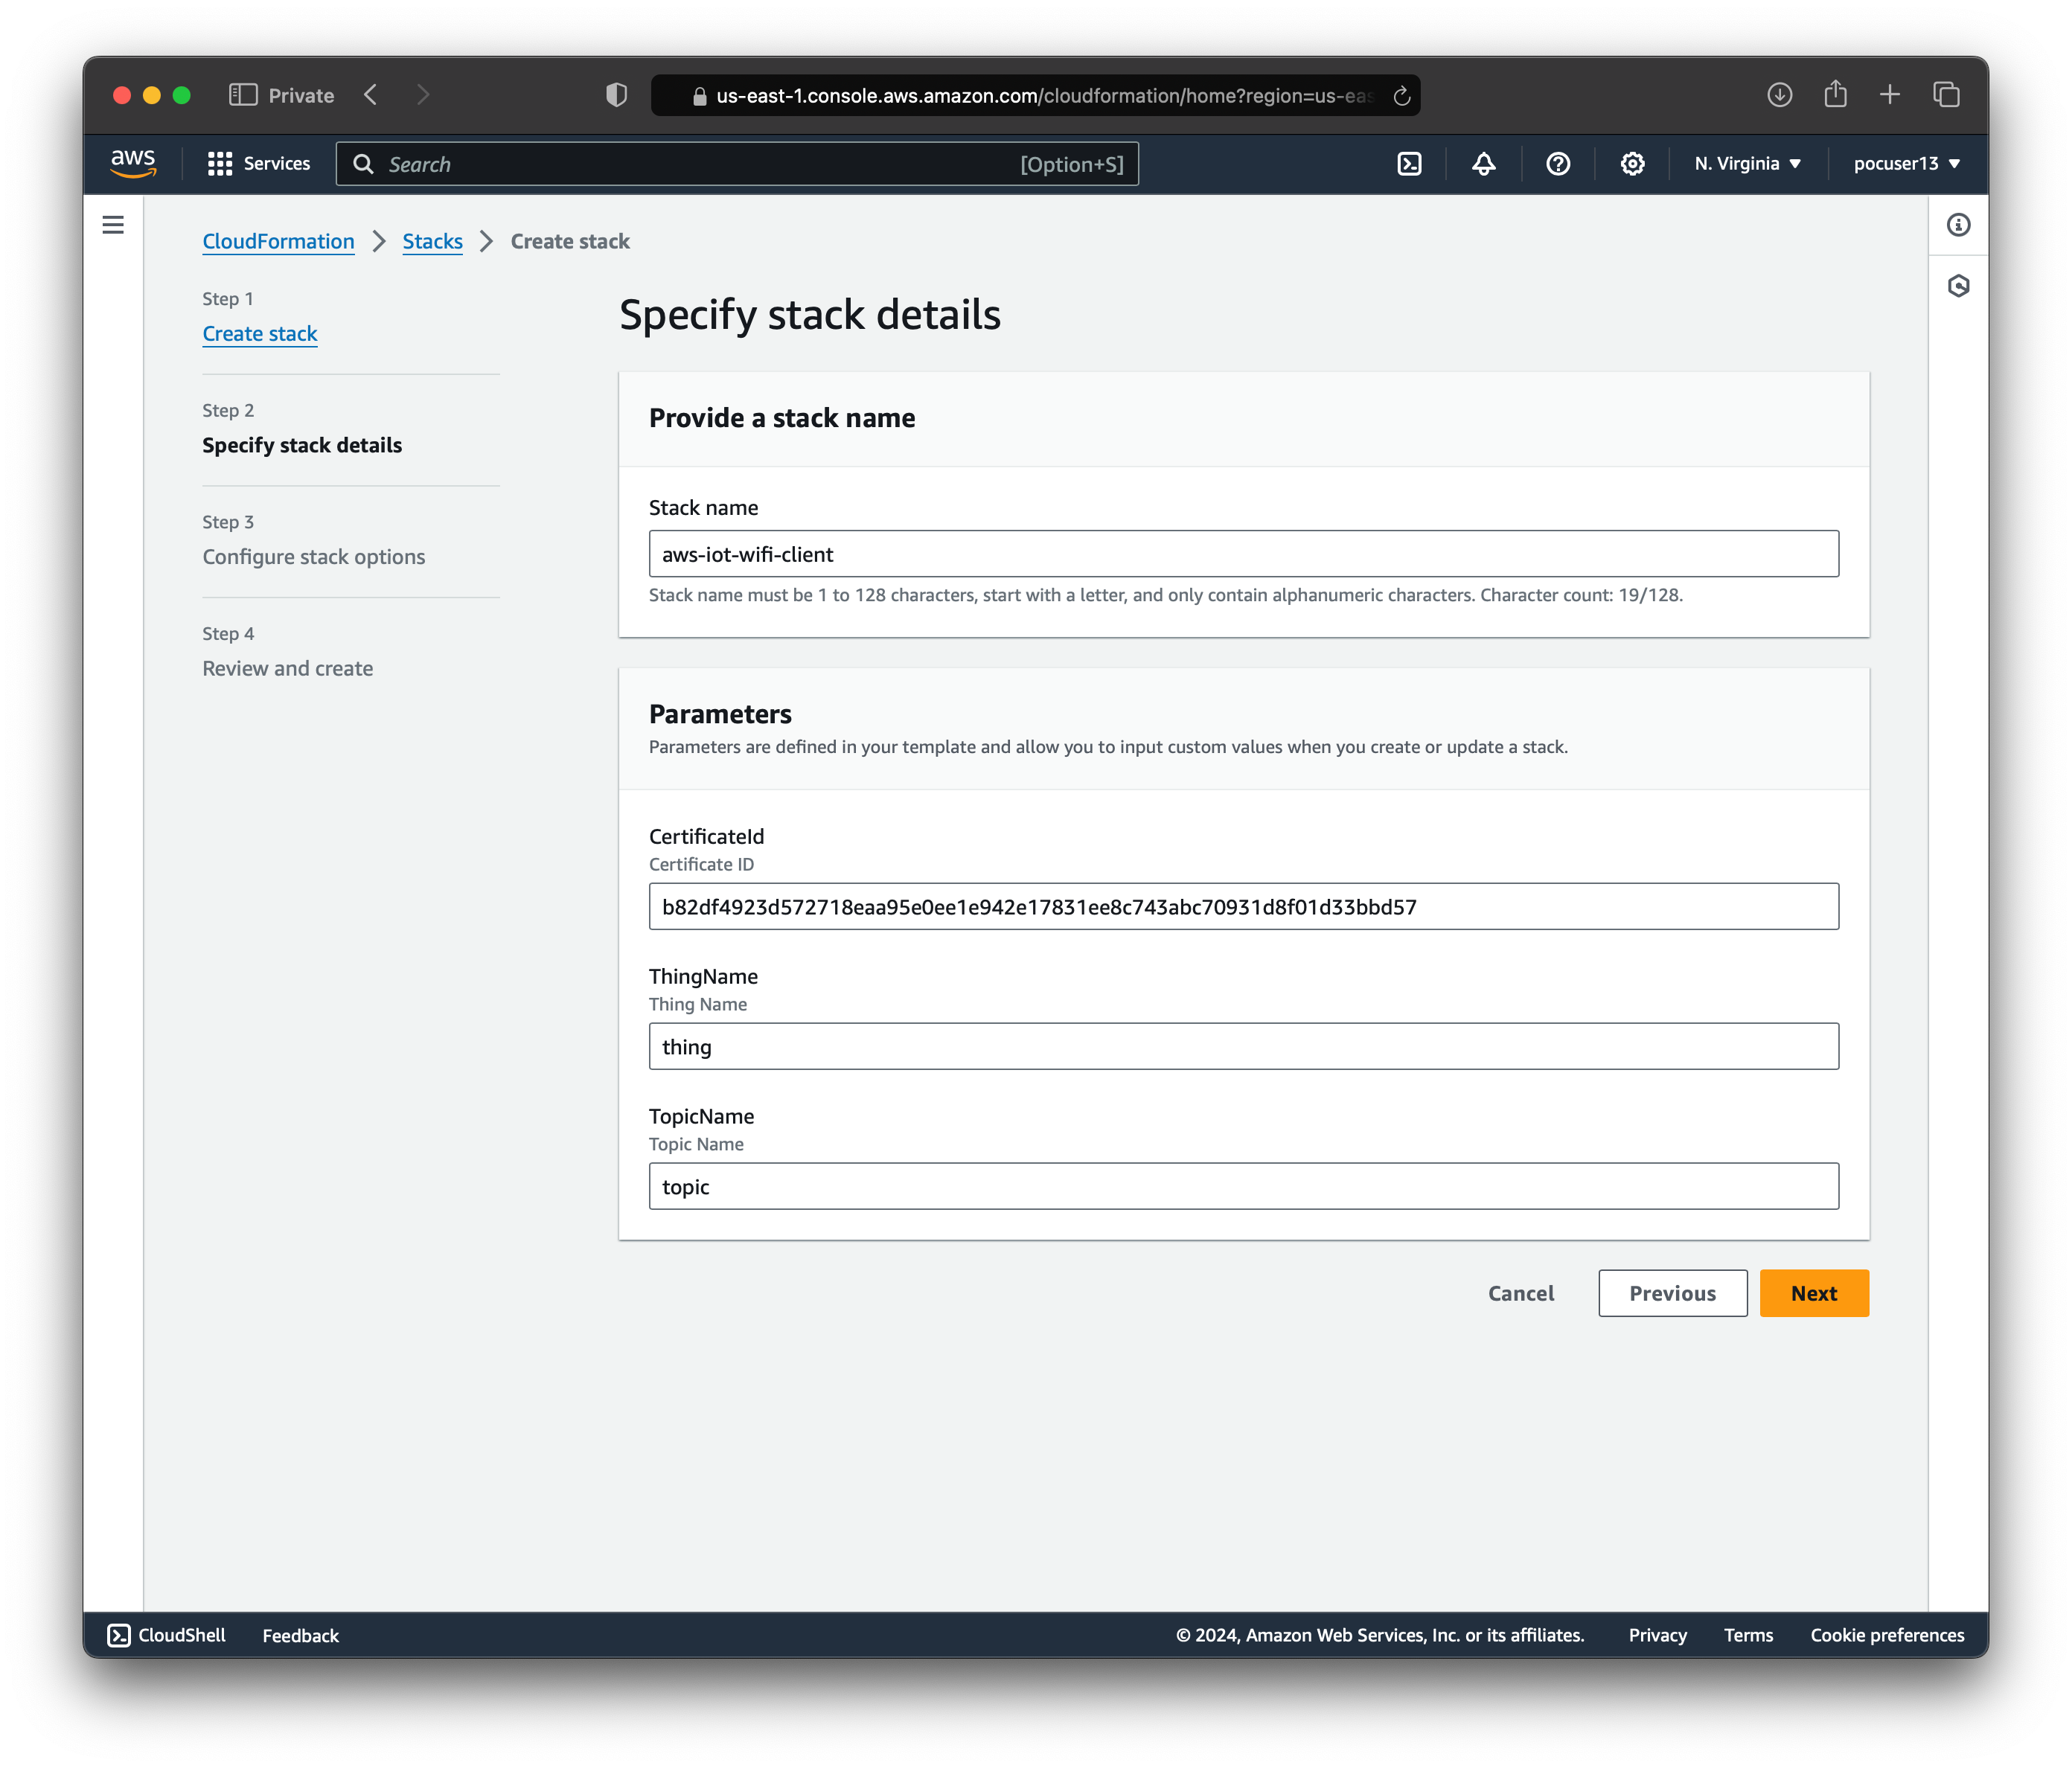 Private
us-east-1.console.aws.amazon.com/cloudformation/home?region=us-eas
aws
Services
Search
[Option+S]
N. Virginia
pocuser13
CloudFormation
Stacks
Create stack
Step 1
Create stack
Step 2
Specify stack details
Step 3
Configure stack options
Step 4
Review and create
Specify stack details
Provide a stack name
Stack name
aws-iot-wifi-client
Stack name must be 1 to 128 characters, start with a letter, and only contain alphanumeric characters. Character count: 19/128.
Parameters
Parameters are defined in your template and allow you to input custom values when you create or update a stack.
CertificateId
Certificate ID
b82df4923d572718eaa95e0ee1e942e17831ee8c743abc70931d8f01d33bbd57
ThingName
Thing Name
thing
TopicName
Topic Name
topic
Cancel
Previous
Next
CloudShell
Feedback
© 2024, Amazon Web Services, Inc. or its affiliates.
Privacy
Terms
Cookie preferences